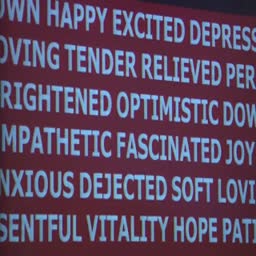 OWN HAPPY EXCITED DEPRESS
OVING TENDER RELIEVED PER
RIGHTENED OPTIMISTIC DOW
MPATHETIC FASCINATED JOY
NXIOUS DEJECTED SOFT LOVI
SENTFUL VITALITY HOPE PATI